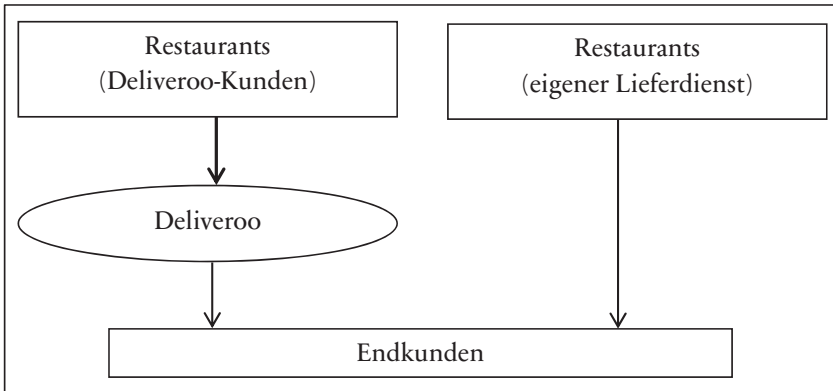 Restaurants
(Deliveroo-Kunden)
Restaurants
(eigener Lieferdienst)
Deliveroo
Endkunden